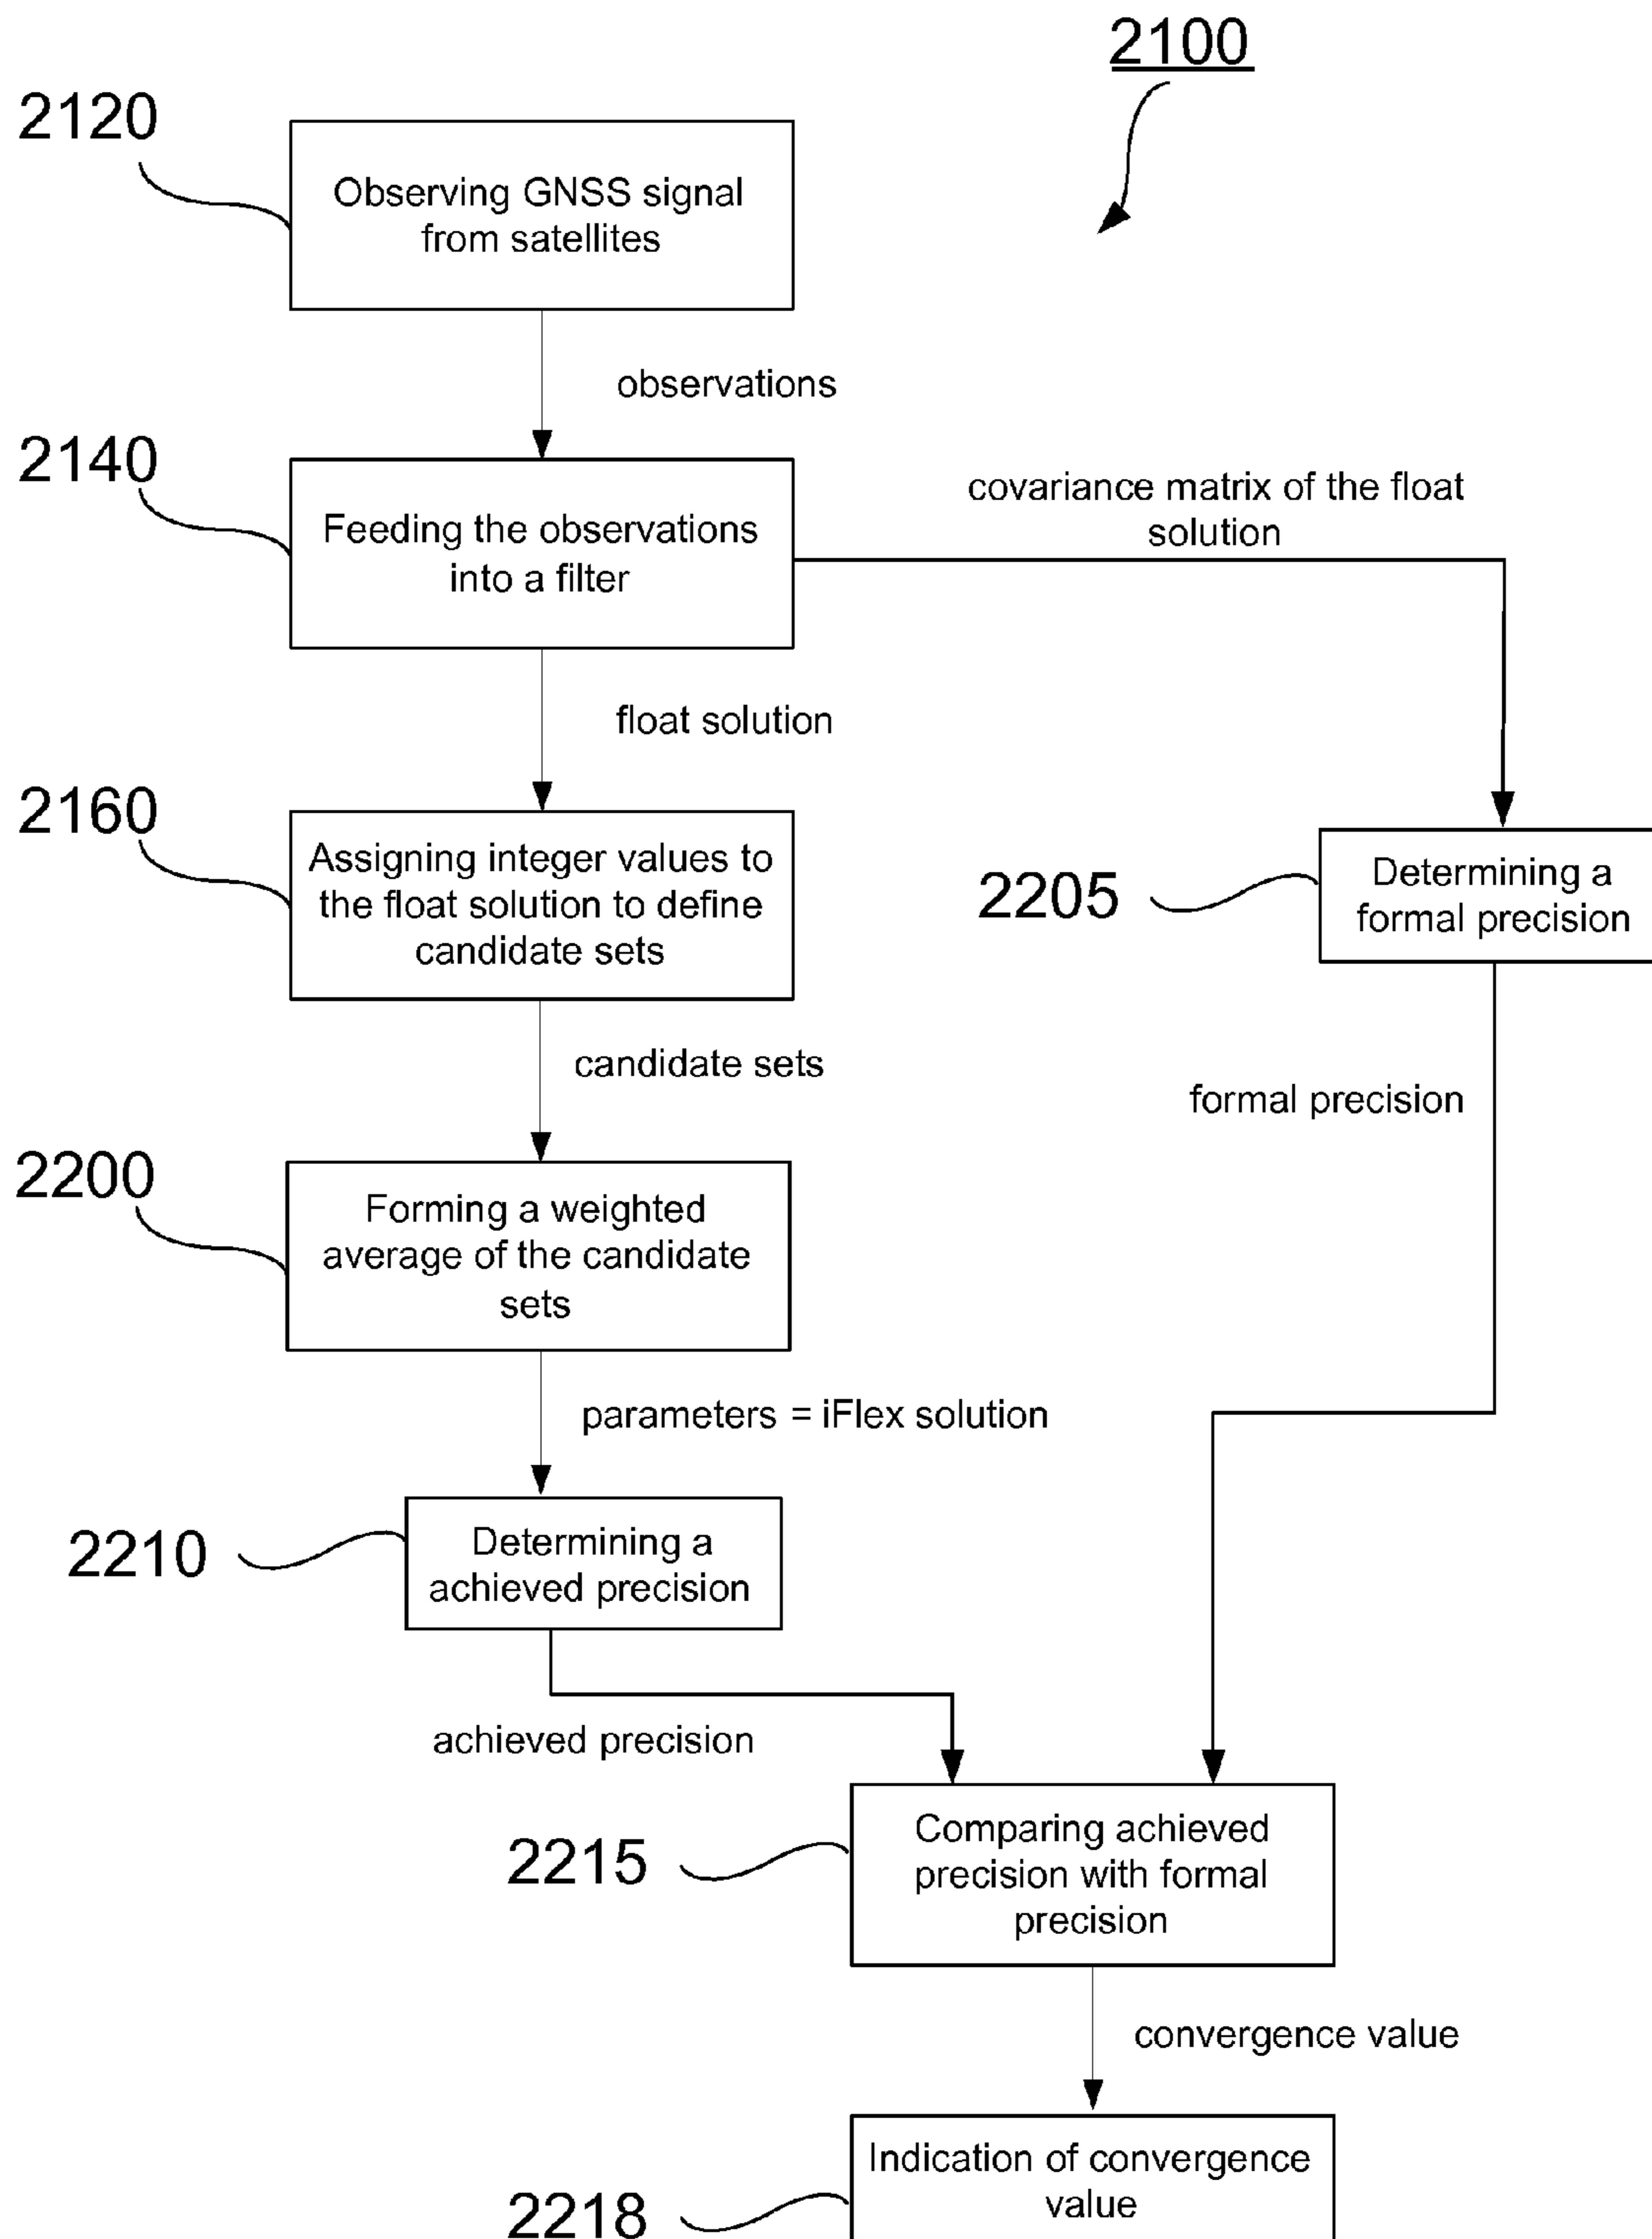 2100
2120
Observing GNSS signal
from satellites
observations
2140
Feeding the observations
into a filter
covariance matrix of the float
solution
float solution
2160
Assigning integer values to
the float solution to define
candidate sets
2205
Determining a
formal precision
candidate sets
formal precision
2200
Forming a weighted
average of the candidate
sets
parameters = iFlex solution
2210
Determining a
achieved precision
achieved precision
2215
Comparing achieved
precision with formal
precision
convergence value
2218
Indication of convergence
value